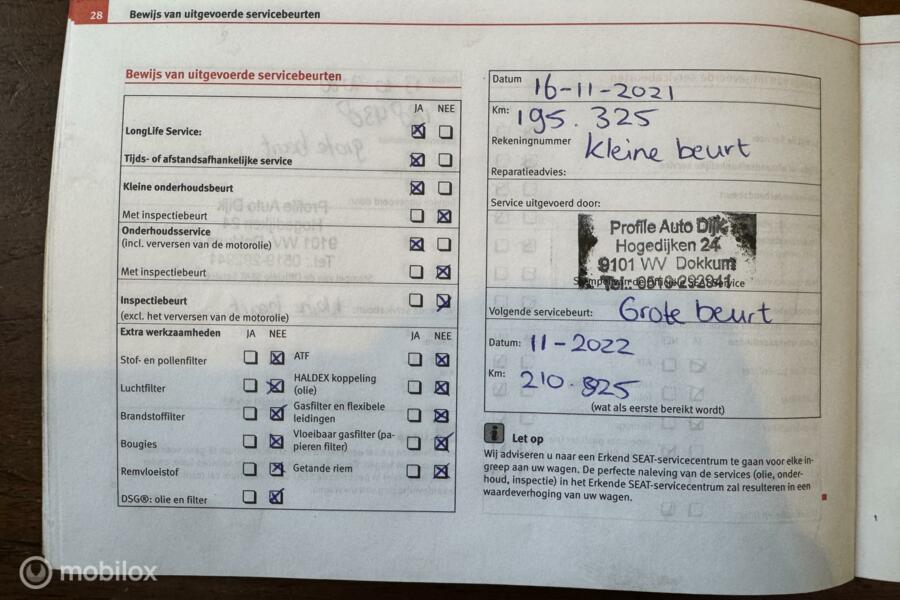 28 Bewijs van uitgevoerde servicebeurten
Bewijs van uitgevoerde servicebeurten
JA NEE
LongLife Service:
Tijds- of afstandsafhankelijke service
Kleine onderhoudsbeurt
Met inspectiebeurt
Onderhoudsservice
(incl. verversen van de motorolie)
Met inspectiebeurt
Inspectiebeurt
(excl. het verversen van de motorolie)
Extra werkzaamheden JA NEE JA NEE
Stof- en pollenfilter ATF
Luchtfilter HALDEX koppeling
(olie)
Brandstoffilter Gasfilter en flexibele
leidingen
Bougies Vloeibaar gasfilter (pa-
pieren filter)
Remvloeistof Getande riem
DSG®: olie en filter
Datum 16-11-2021
Km: 195.325
Rekeningnummer Kleine beurt
Reparatieadvies:
Service uitgevoerd door:
Profile Auto Dijk
Hogedijken 24
9101 WV Dokkum
Tel.: 0519-292941
Volgende servicebeurt: Grote beurt
Datum: 11-2022
Km: 210.825
(wat als eerste bereikt wordt)
i Let op
Wij adviseren u naar een Erkend SEAT-servicecentrum te gaan voor elke in-
greep aan uw wagen. De perfecte naleving van de services (olie, onder-
houd, inspectie) in het Erkende SEAT-servicecentrum zal resulteren in een
waardeverhoging van uw wagen.
mobilox